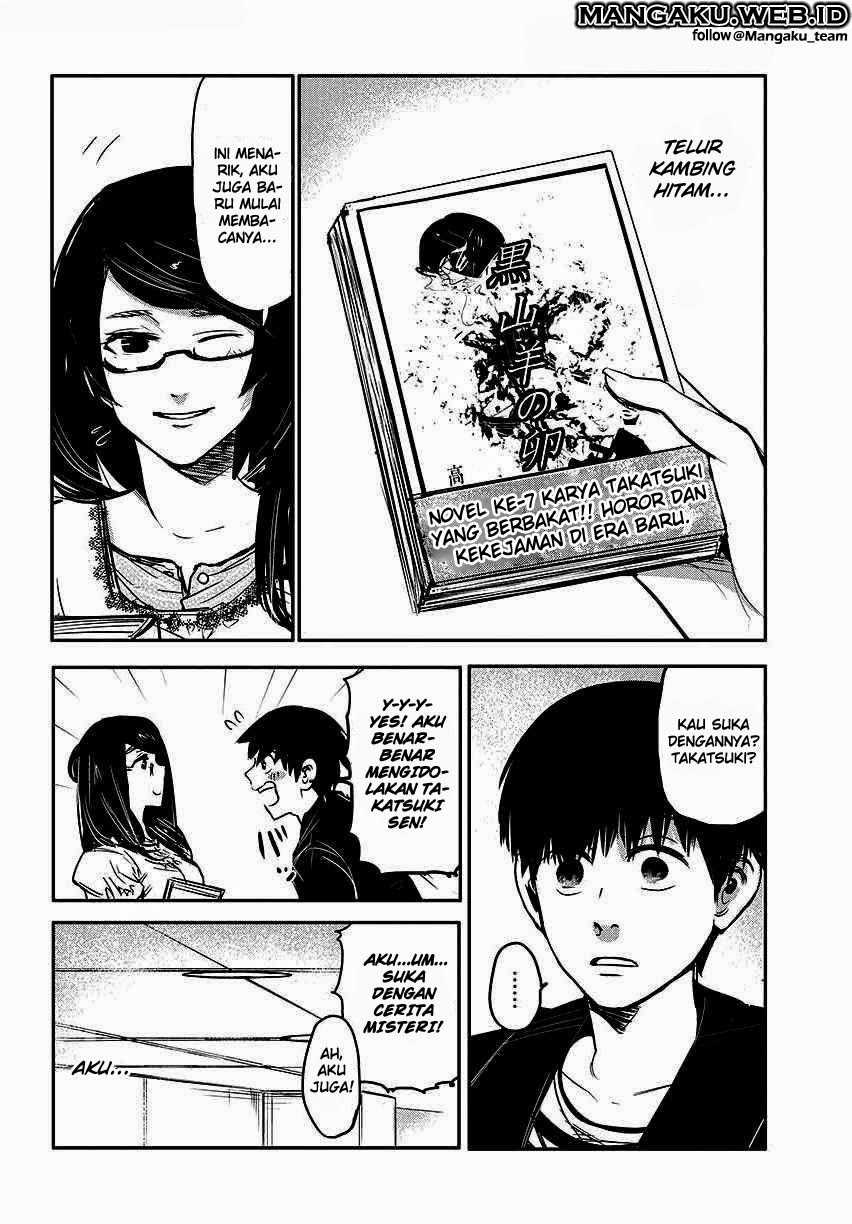 MANGAKU.WEB.ID
follow @Mangaku_team
TELUR
KAMBING
HITAM...
黒山羊の卵
高
NOVEL KE-7 KARYA TAKATSUKI
YANG BERBAKAT!! HOROR DAN
KEKEJAMAN DI ERA BARU.
INI MENA-
RIK, AKU
JUGA BA-
RU MULAI
MEMBA-
CANYA...
KAU SUKA
DENGANNYA?
TAKATSUKI?
......
Y-Y-Y-
YES! AKU
BENAR-
BENAR
MENGIDO-
LAKAN TA-
KATSUKI
SEN!
AKU...UM...
SUKA
DENGAN
CERITA
MISTERI!
AH,
AKU
JUGA!
AKU...